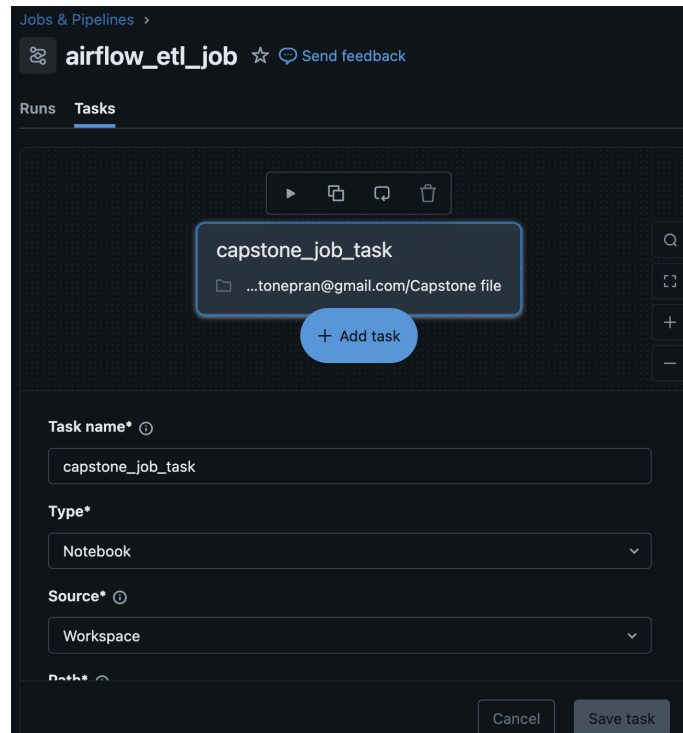 Jobs & Pipelines ›
airflow_etl_job Send feedback
Runs Tasks
capstone_job_task
...tonepran@gmail.com/Capstone file
+ Add task
Task name*
capstone_job_task
Type*
Notebook
Source*
Workspace
Path*
Cancel Save task